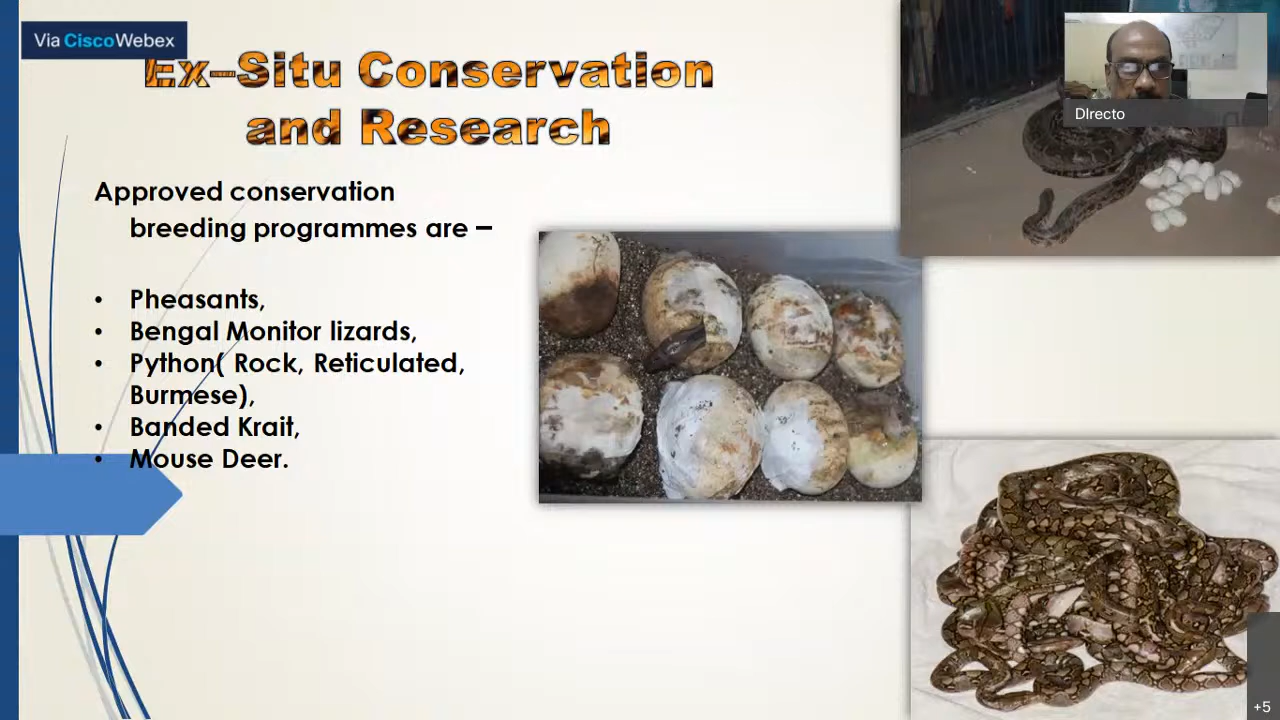 Via CiscoWebex
Ex–Situ Conservation
and Research
DIrecto
Approved conservation
breeding programmes are –
• Pheasants,
• Bengal Monitor lizards,
• Python( Rock, Reticulated,
Burmese),
• Banded Krait,
• Mouse Deer.
+5